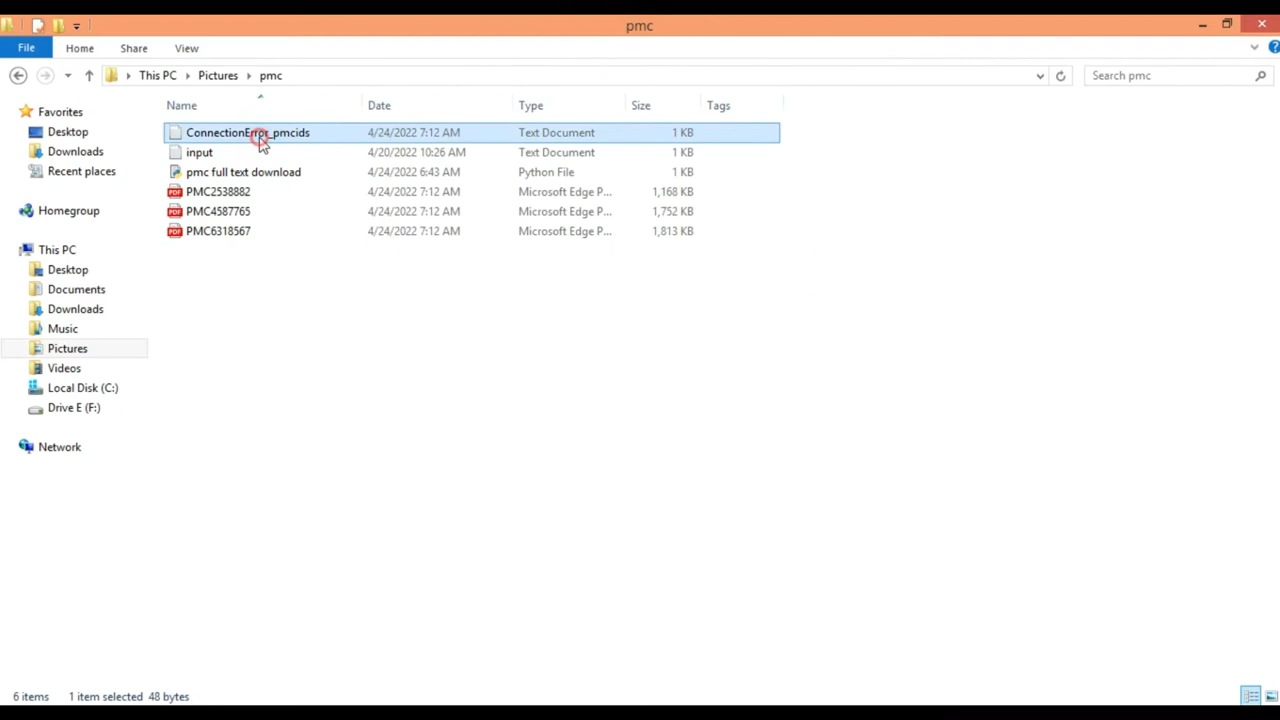 pmc
File Home Share View
This PC Pictures pmc Search pmc
Name Date Type Size Tags
Favorites
Desktop
Downloads
Recent places
Homegroup
This PC
Desktop
Documents
Downloads
Music
Pictures
Videos
Local Disk (C:)
Drive E (F:)
Network
ConnectionError_pmcids 4/24/2022 7:12 AM Text Document 1 KB
input 4/20/2022 10:26 AM Text Document 1 KB
pmc full text download 4/24/2022 6:43 AM Python File 1 KB
PDF PMC2538882 4/24/2022 7:12 AM Microsoft Edge P... 1,168 KB
PDF PMC4587765 4/24/2022 7:12 AM Microsoft Edge P... 1,752 KB
PDF PMC6318567 4/24/2022 7:12 AM Microsoft Edge P... 1,813 KB
6 items 1 item selected 48 bytes